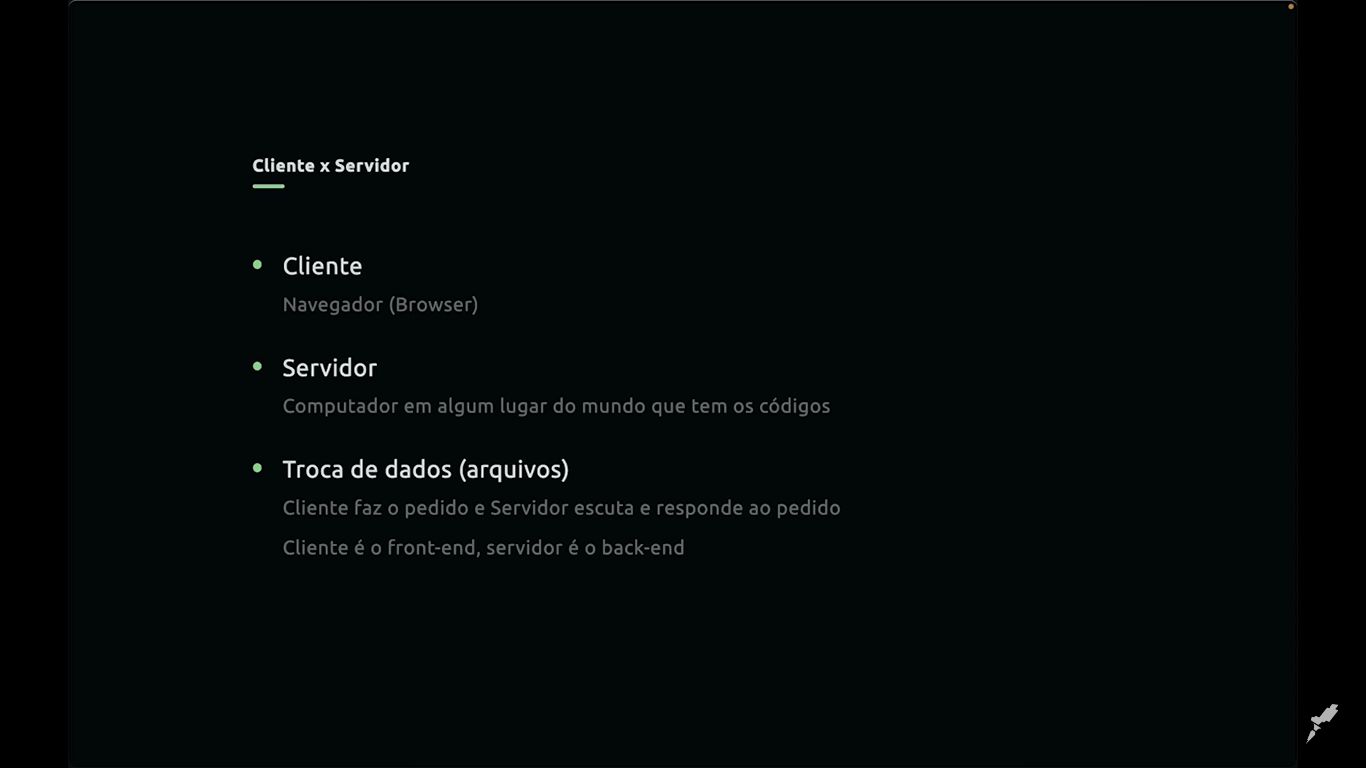 Cliente x Servidor
Cliente
Navegador (Browser)
Servidor
Computador em algum lugar do mundo que tem os códigos
Troca de dados (arquivos)
Cliente faz o pedido e Servidor escuta e responde ao pedido
Cliente é o front-end, servidor é o back-end